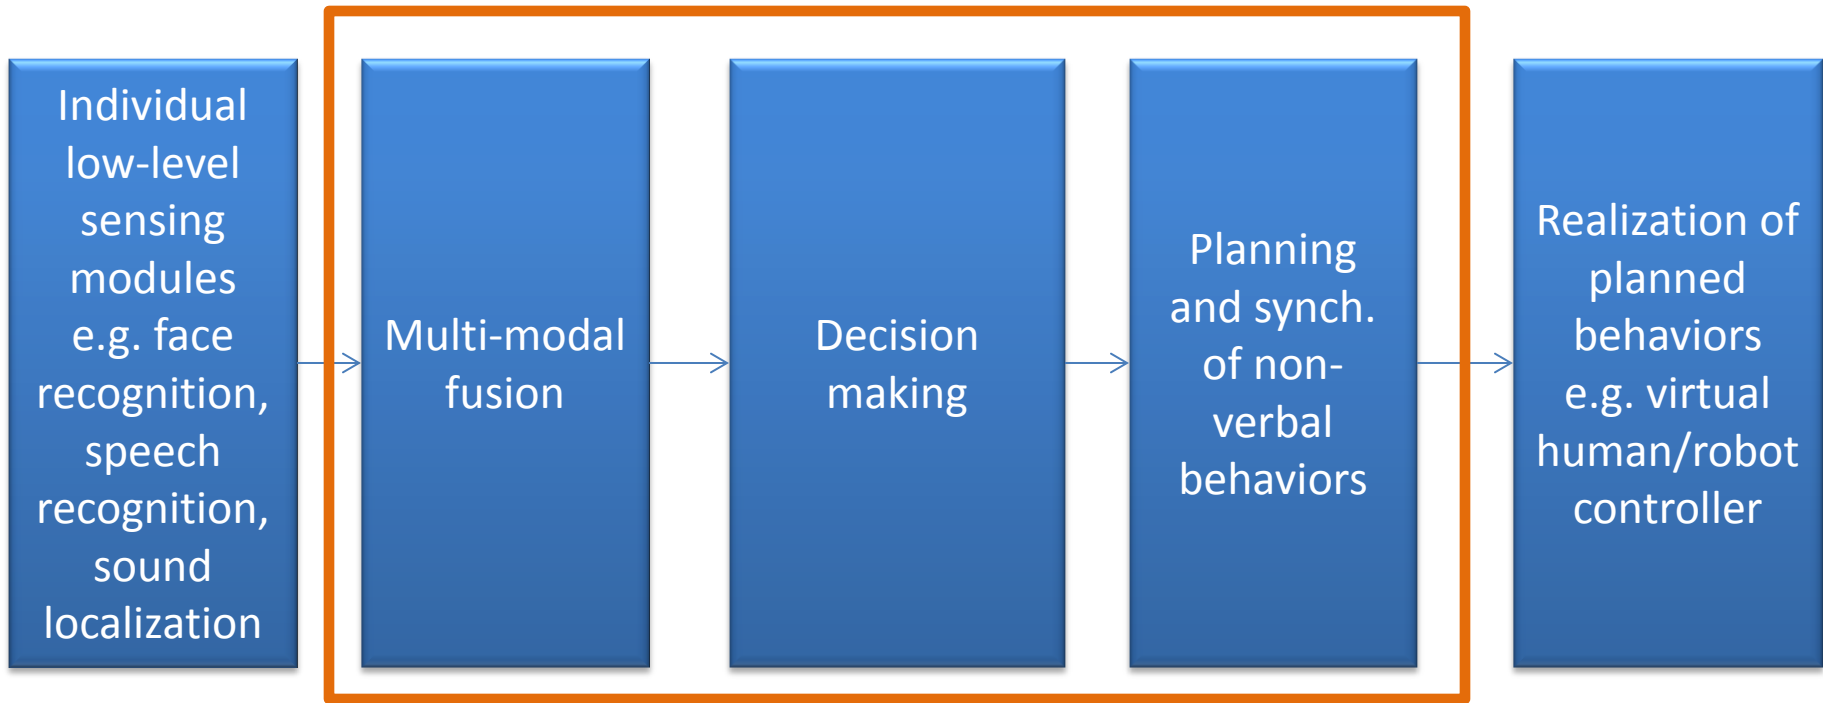 Individual
low-level
sensing
modules
e.g. face
recognition,
speech
recognition,
sound
localization
Multi-modal
fusion
Decision
making
Planning
and synch.
of non-
verbal
behaviors
Realization of
planned
behaviors
e.g. virtual
human/robot
controller